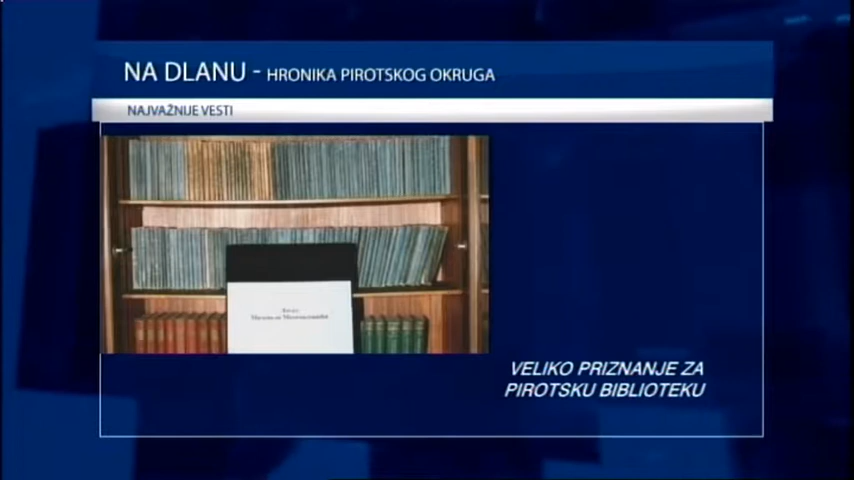 NA DLANU - HRONIKA PIROTSKOG OKRUGA
NAJVAŽNIJE VESTI
VELIKO PRIZNANJE ZA
PIROTSKU BIBLIOTEKU